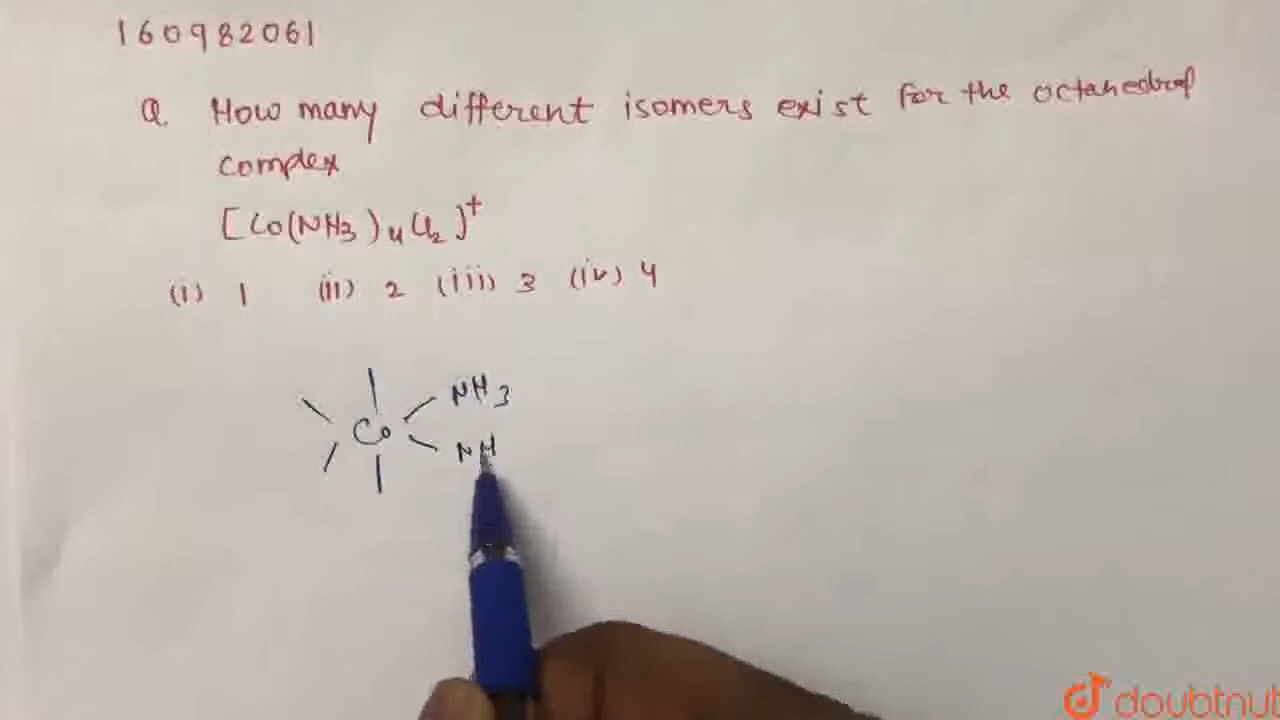 160982061
Q. How many different isomers exist for the octahedral
complex
[Co(NH3)4Cl2]+
(i) 1 (ii) 2 (iii) 3 (iv) 4
NH3
Co
NH
doubtnut